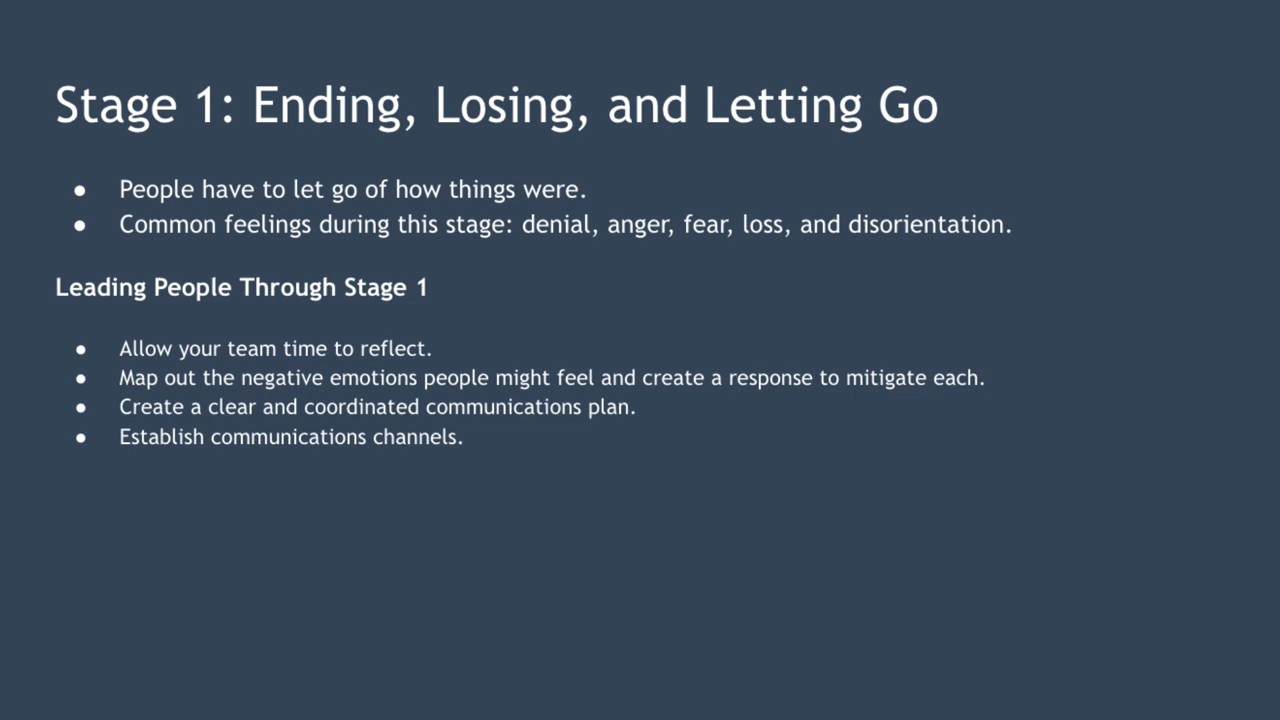 Stage 1: Ending, Losing, and Letting Go
● People have to let go of how things were.
● Common feelings during this stage: denial, anger, fear, loss, and disorientation.
Leading People Through Stage 1
● Allow your team time to reflect.
● Map out the negative emotions people might feel and create a response to mitigate each.
● Create a clear and coordinated communications plan.
● Establish communications channels.